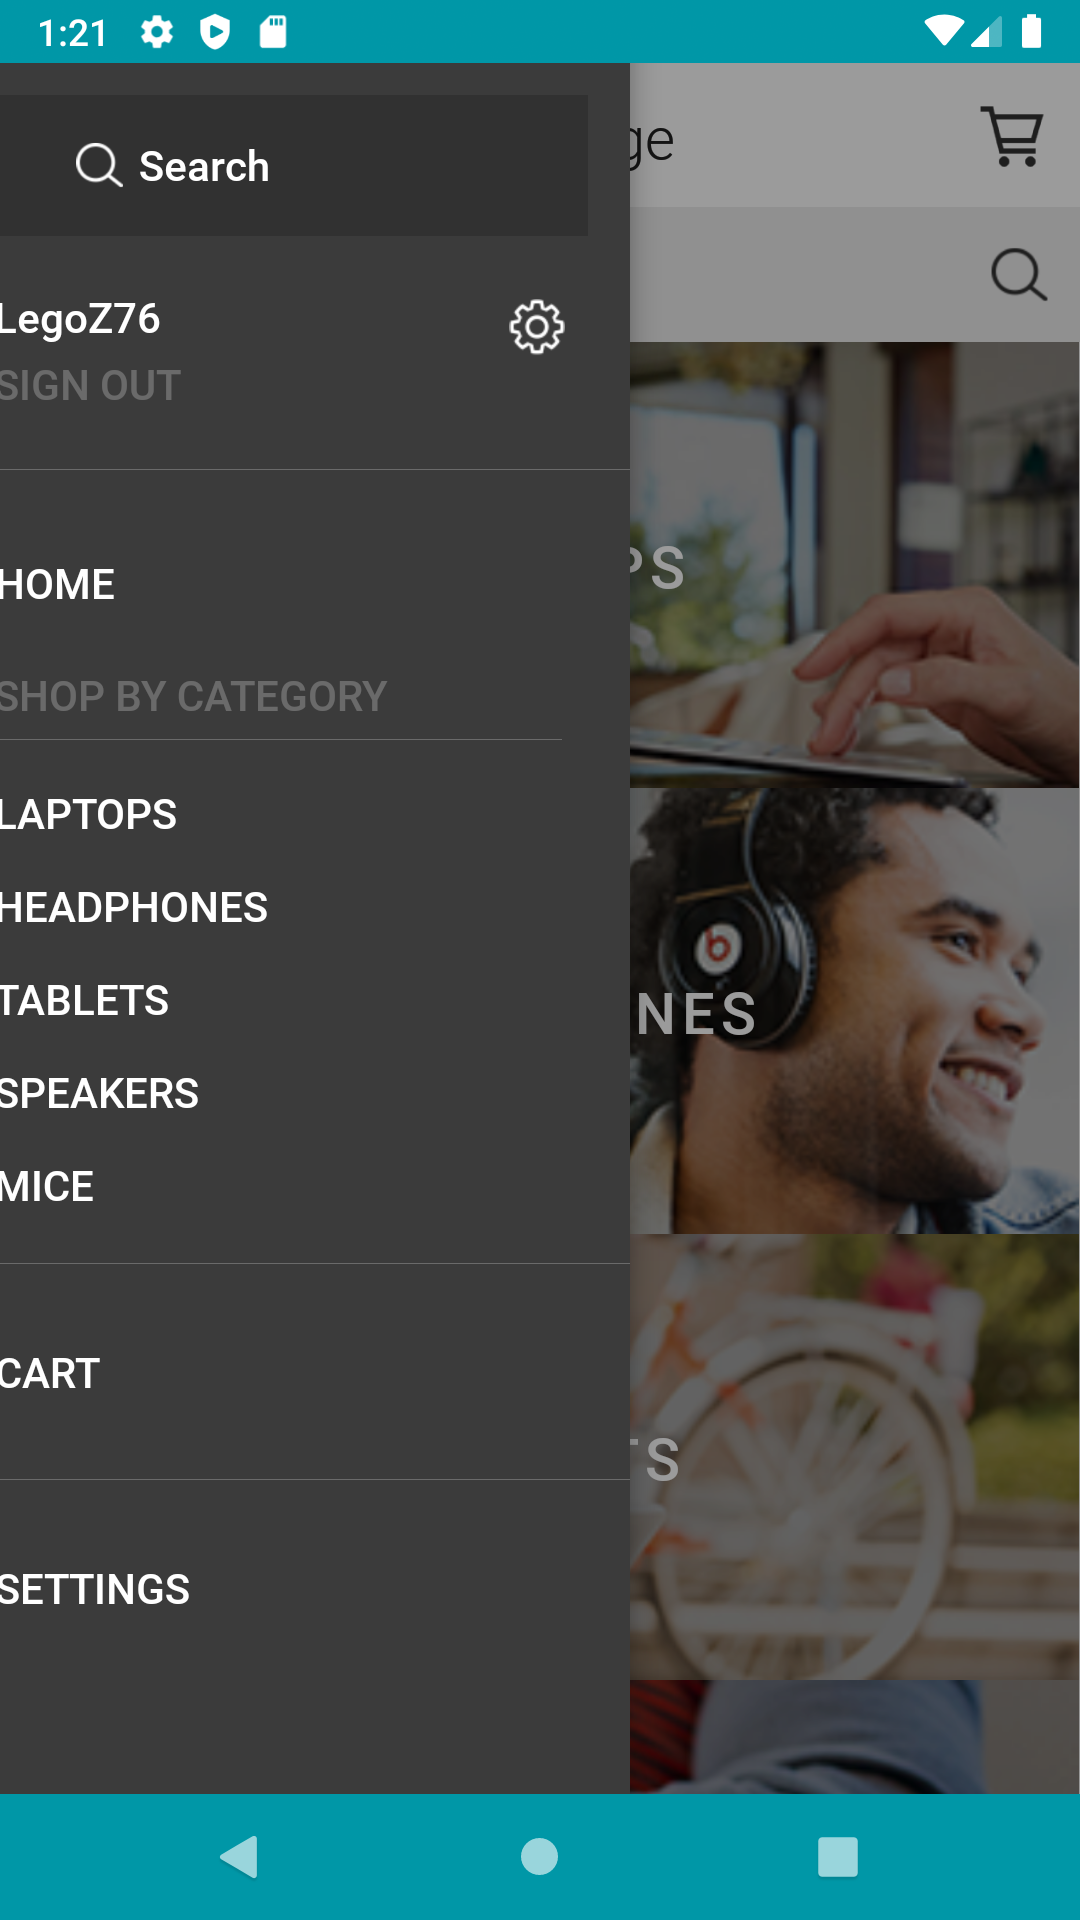 1:21
Search
ge
LegoZ76
SIGN OUT
HOME
PS
SHOP BY CATEGORY
LAPTOPS
HEADPHONES
TABLETS
NES
SPEAKERS
MICE
CART
TS
SETTINGS